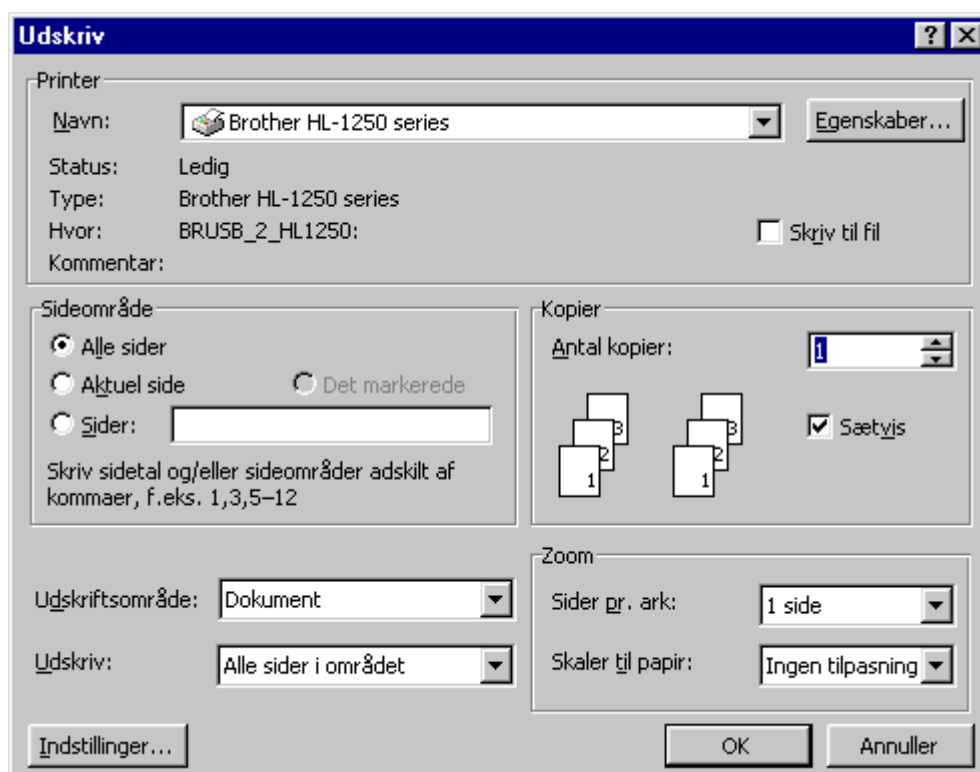 Udskriv
Printer
Navn: Brother HL-1250 series Egenskaber...
Status: Ledig
Type: Brother HL-1250 series
Hvor: BRUSB_2_HL1250: Skriv til fil
Kommentar:
Sideområde
Alle sider
Aktuel side Det markerede
Sider:
Skriv sidetal og/eller sideområder adskilt af
kommaer, f.eks. 1,3,5–12
Kopier
Antal kopier: 1
3 3
2 2
1 1
Sætvis
Udskriftsområde: Dokument
Udskriv: Alle sider i området
Zoom
Sider pr. ark: 1 side
Skaler til papir: Ingen tilpasning
Indstillinger... OK Annuller